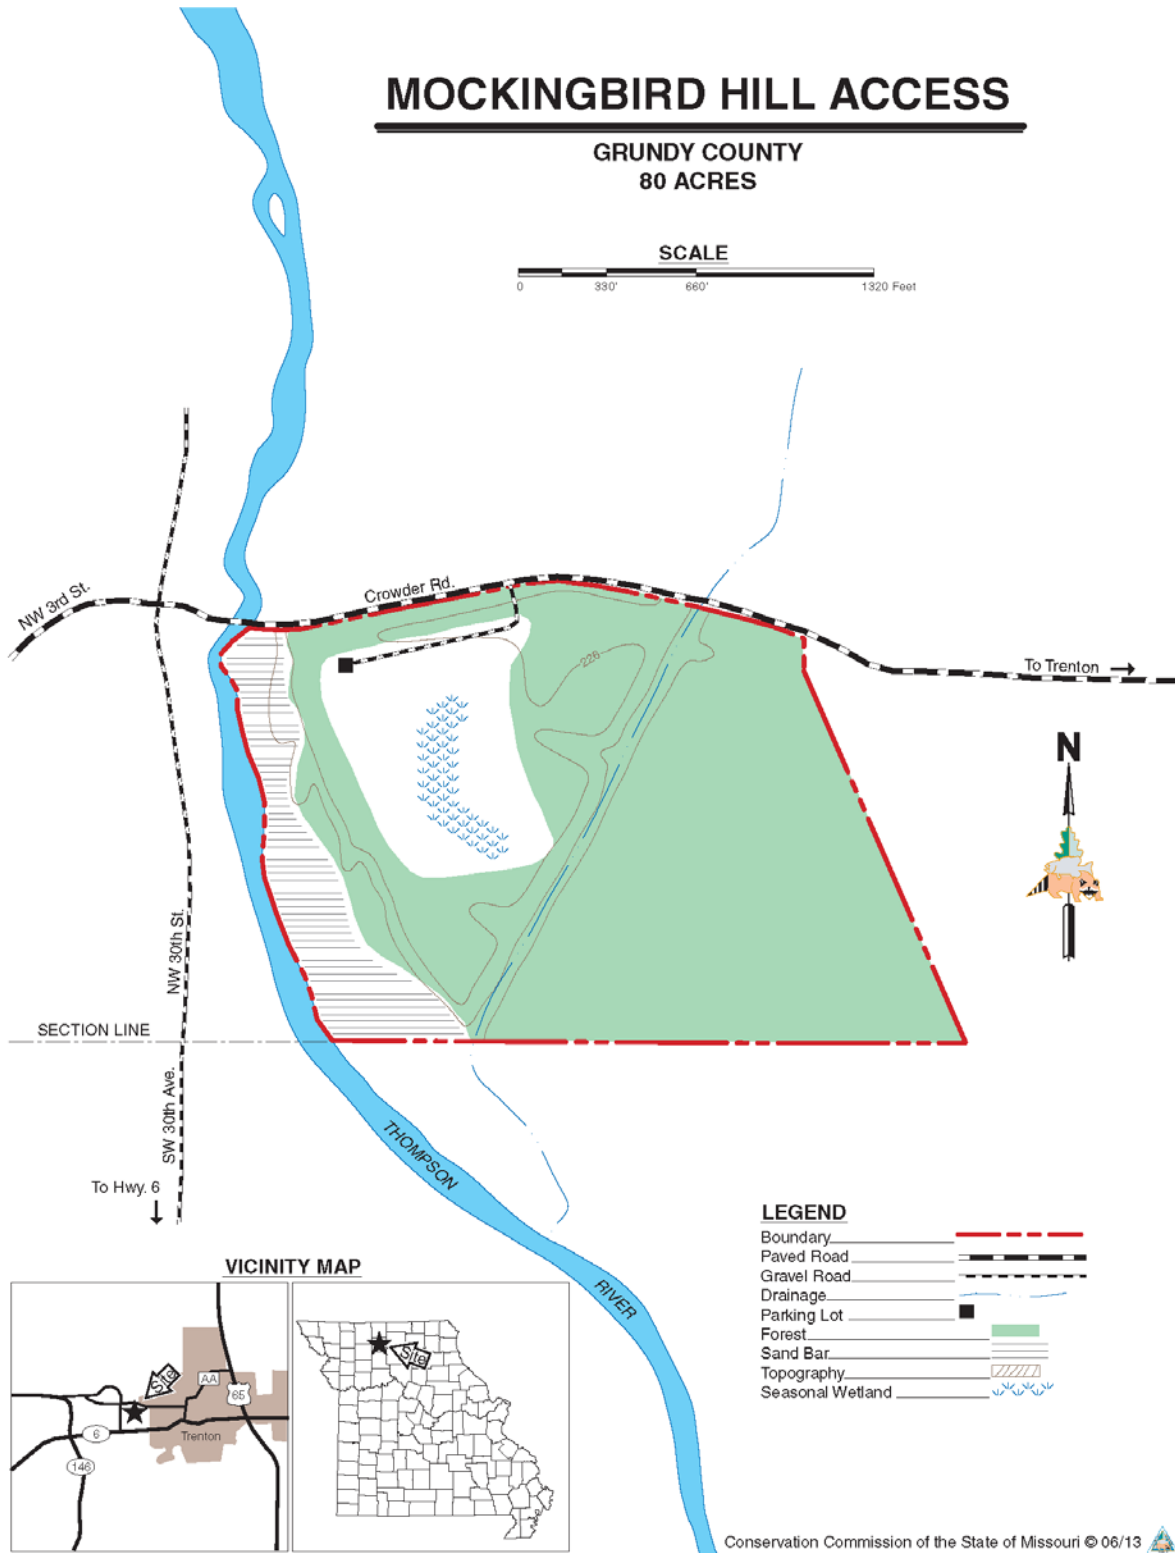 MOCKINGBIRD HILL ACCESS
GRUNDY COUNTY
80 ACRES
SCALE
0 330' 660' 1320 Feet
NW 3rd St.
Crowder Rd.
To Trenton
226
N
NW 30th St.
SECTION LINE
SW 30th Ave.
To Hwy. 6
THOMPSON
RIVER
LEGEND
Boundary
Paved Road
Gravel Road
Drainage
Parking Lot
Forest
Sand Bar
Topography
Seasonal Wetland
VICINITY MAP
Site
AA
65
6
Trenton
146
Site
Conservation Commission of the State of Missouri © 06/13